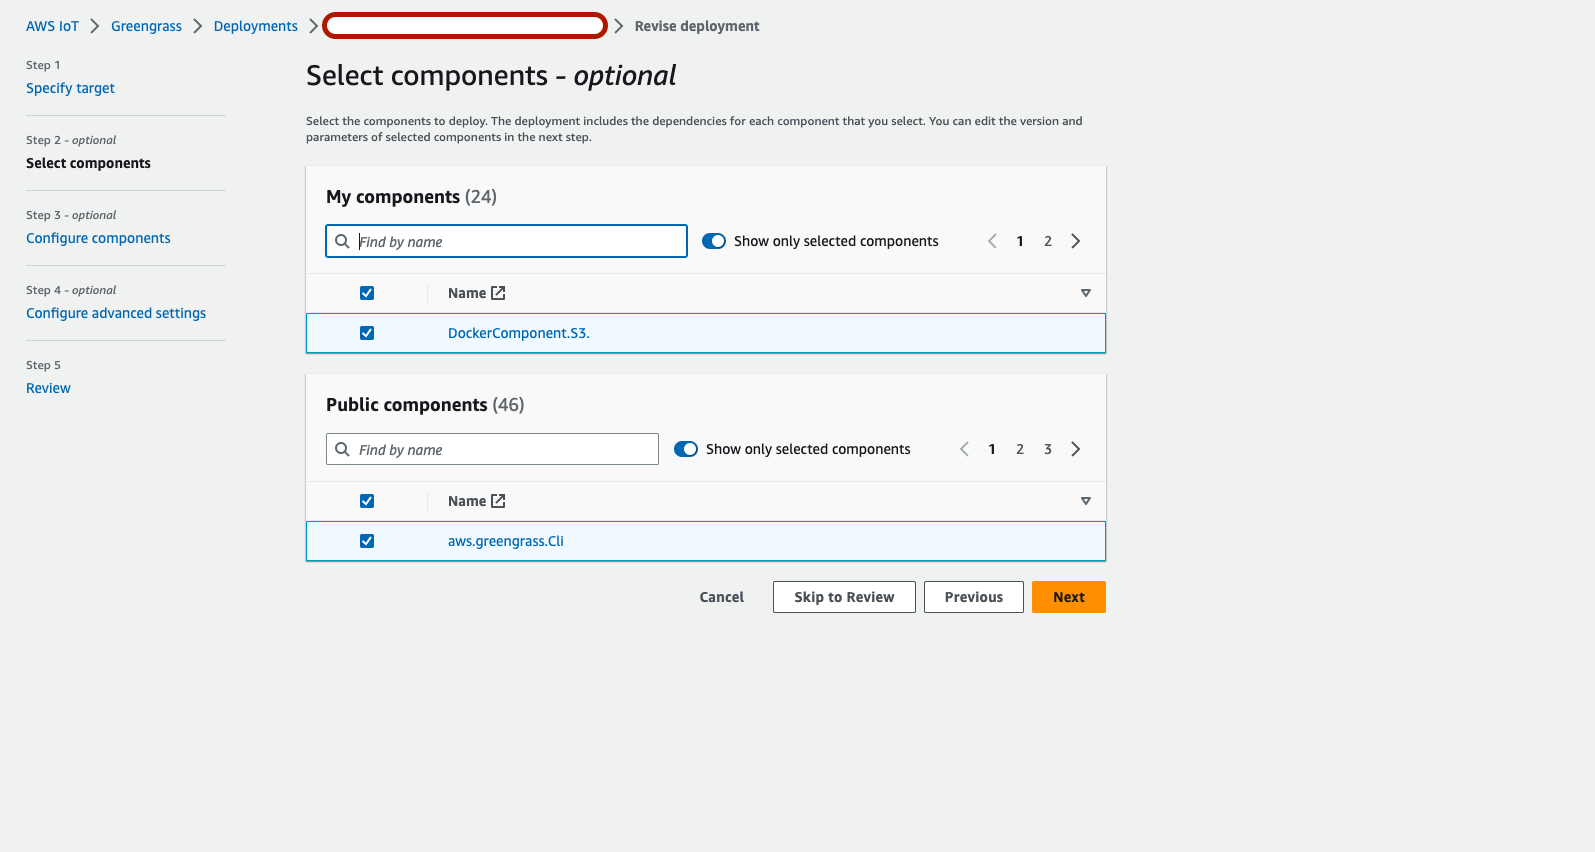 AWS IoT > Greengrass > Deployments > > Revise deployment
Step 1
Specify target
Step 2 - optional
Select components
Step 3 - optional
Configure components
Step 4 - optional
Configure advanced settings
Step 5
Review
Select components - optional
Select the components to deploy. The deployment includes the dependencies for each component that you select. You can edit the version and
parameters of selected components in the next step.
My components (24)
Find by name
Show only selected components
1 2
Name
DockerComponent.S3.
Public components (46)
Find by name
Show only selected components
1 2 3
Name
aws.greengrass.Cli
Cancel
Skip to Review
Previous
Next